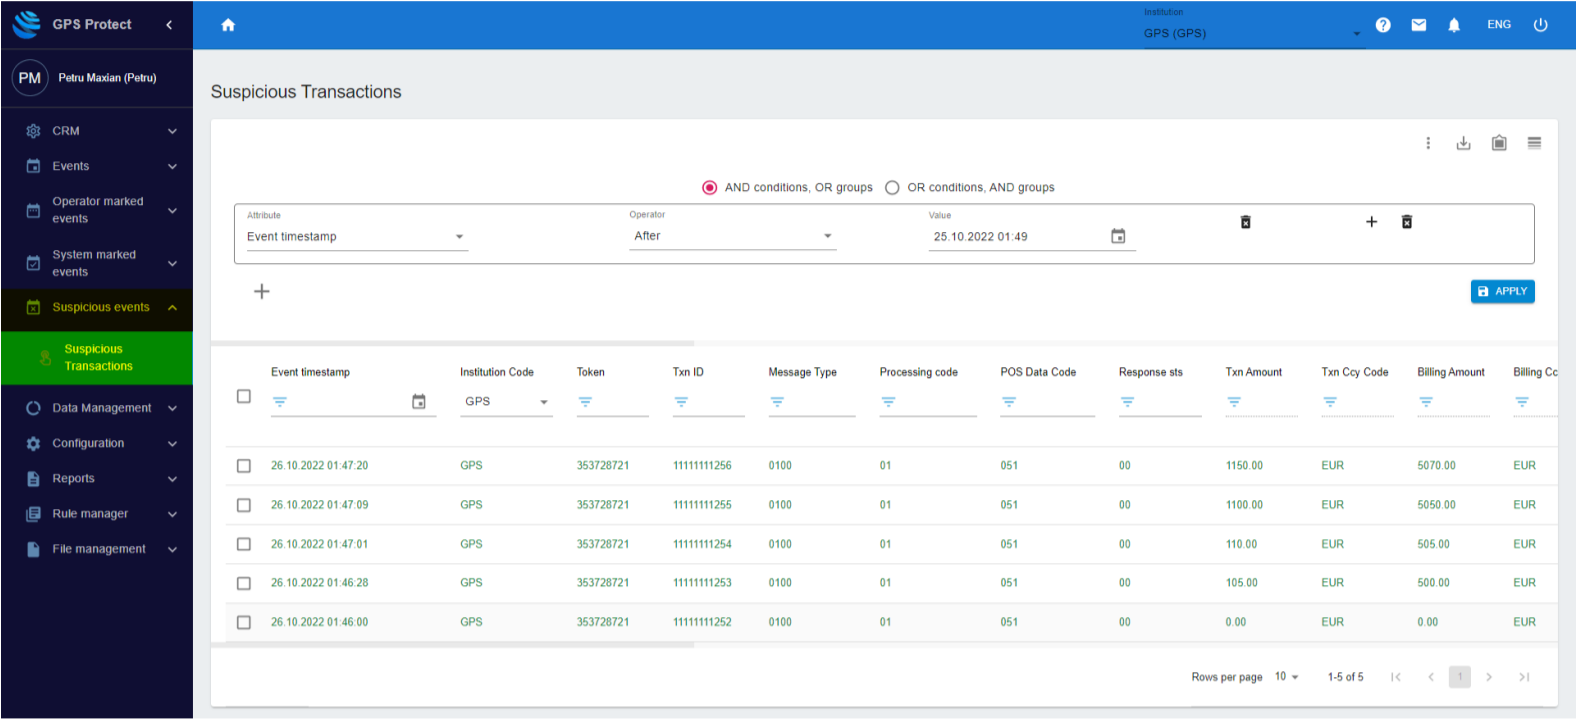 GPS Protect
Institution
GPS (GPS)
ENG
PM
Petru Maxian (Petru)
CRM
Events
Operator marked
events
System marked
events
Suspicious events
Suspicious
Transactions
Data Management
Configuration
Reports
Rule manager
File management
Suspicious Transactions
AND conditions, OR groups OR conditions, AND groups
Attribute Operator Value
Event timestamp After 25.10.2022 01:49
APPLY
Event timestamp Institution Code Token Txn ID Message Type Processing code POS Data Code Response sts Txn Amount Txn Ccy Code Billing Amount Billing Cc
GPS
26.10.2022 01:47:20 GPS 353728721 11111111256 0100 01 051 00 1150.00 EUR 5070.00 EUR
26.10.2022 01:47:09 GPS 353728721 11111111255 0100 01 051 00 1100.00 EUR 5050.00 EUR
26.10.2022 01:47:01 GPS 353728721 11111111254 0100 01 051 00 110.00 EUR 505.00 EUR
26.10.2022 01:46:28 GPS 353728721 11111111253 0100 01 051 00 105.00 EUR 500.00 EUR
26.10.2022 01:46:00 GPS 353728721 11111111252 0100 01 051 00 0.00 EUR 0.00 EUR
Rows per page 10 1-5 of 5 1